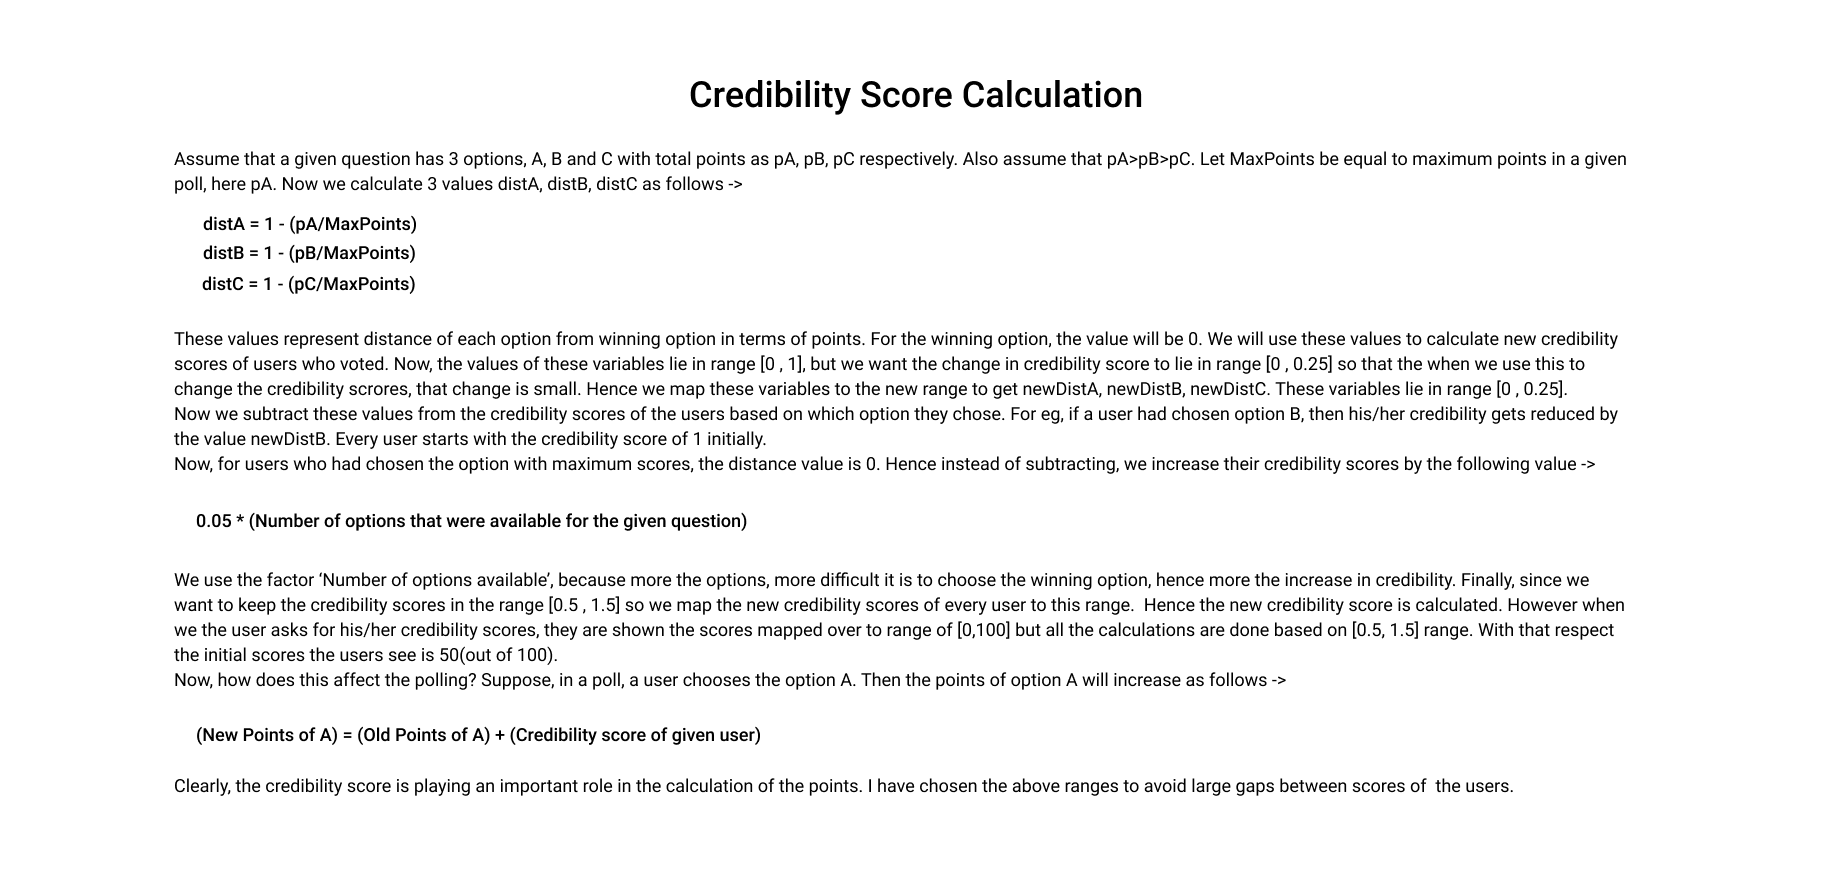 Credibility Score Calculation
Assume that a given question has 3 options, A, B and C with total points as pA, pB, pC respectively. Also assume that pA>pB>pC. Let MaxPoints be equal to maximum points in a given
poll, here pA. Now we calculate 3 values distA, distB, distC as follows ->
distA = 1 - (pA/MaxPoints)
distB = 1 - (pB/MaxPoints)
distC = 1 - (pC/MaxPoints)
These values represent distance of each option from winning option in terms of points. For the winning option, the value will be 0. We will use these values to calculate new credibility
scores of users who voted. Now, the values of these variables lie in range [0 , 1], but we want the change in credibility score to lie in range [0 , 0.25] so that the when we use this to
change the credibility scrores, that change is small. Hence we map these variables to the new range to get newDistA, newDistB, newDistC. These variables lie in range [0 , 0.25].
Now we subtract these values from the credibility scores of the users based on which option they chose. For eg, if a user had chosen option B, then his/her credibility gets reduced by
the value newDistB. Every user starts with the credibility score of 1 initially.
Now, for users who had chosen the option with maximum scores, the distance value is 0. Hence instead of subtracting, we increase their credibility scores by the following value ->
0.05 * (Number of options that were available for the given question)
We use the factor ‘Number of options available’, because more the options, more difficult it is to choose the winning option, hence more the increase in credibility. Finally, since we
want to keep the credibility scores in the range [0.5 , 1.5] so we map the new credibility scores of every user to this range.  Hence the new credibility score is calculated. However when
we the user asks for his/her credibility scores, they are shown the scores mapped over to range of [0,100] but all the calculations are done based on [0.5, 1.5] range. With that respect
the initial scores the users see is 50(out of 100).
Now, how does this affect the polling? Suppose, in a poll, a user chooses the option A. Then the points of option A will increase as follows ->
(New Points of A) = (Old Points of A) + (Credibility score of given user)
Clearly, the credibility score is playing an important role in the calculation of the points. I have chosen the above ranges to avoid large gaps between scores of  the users.